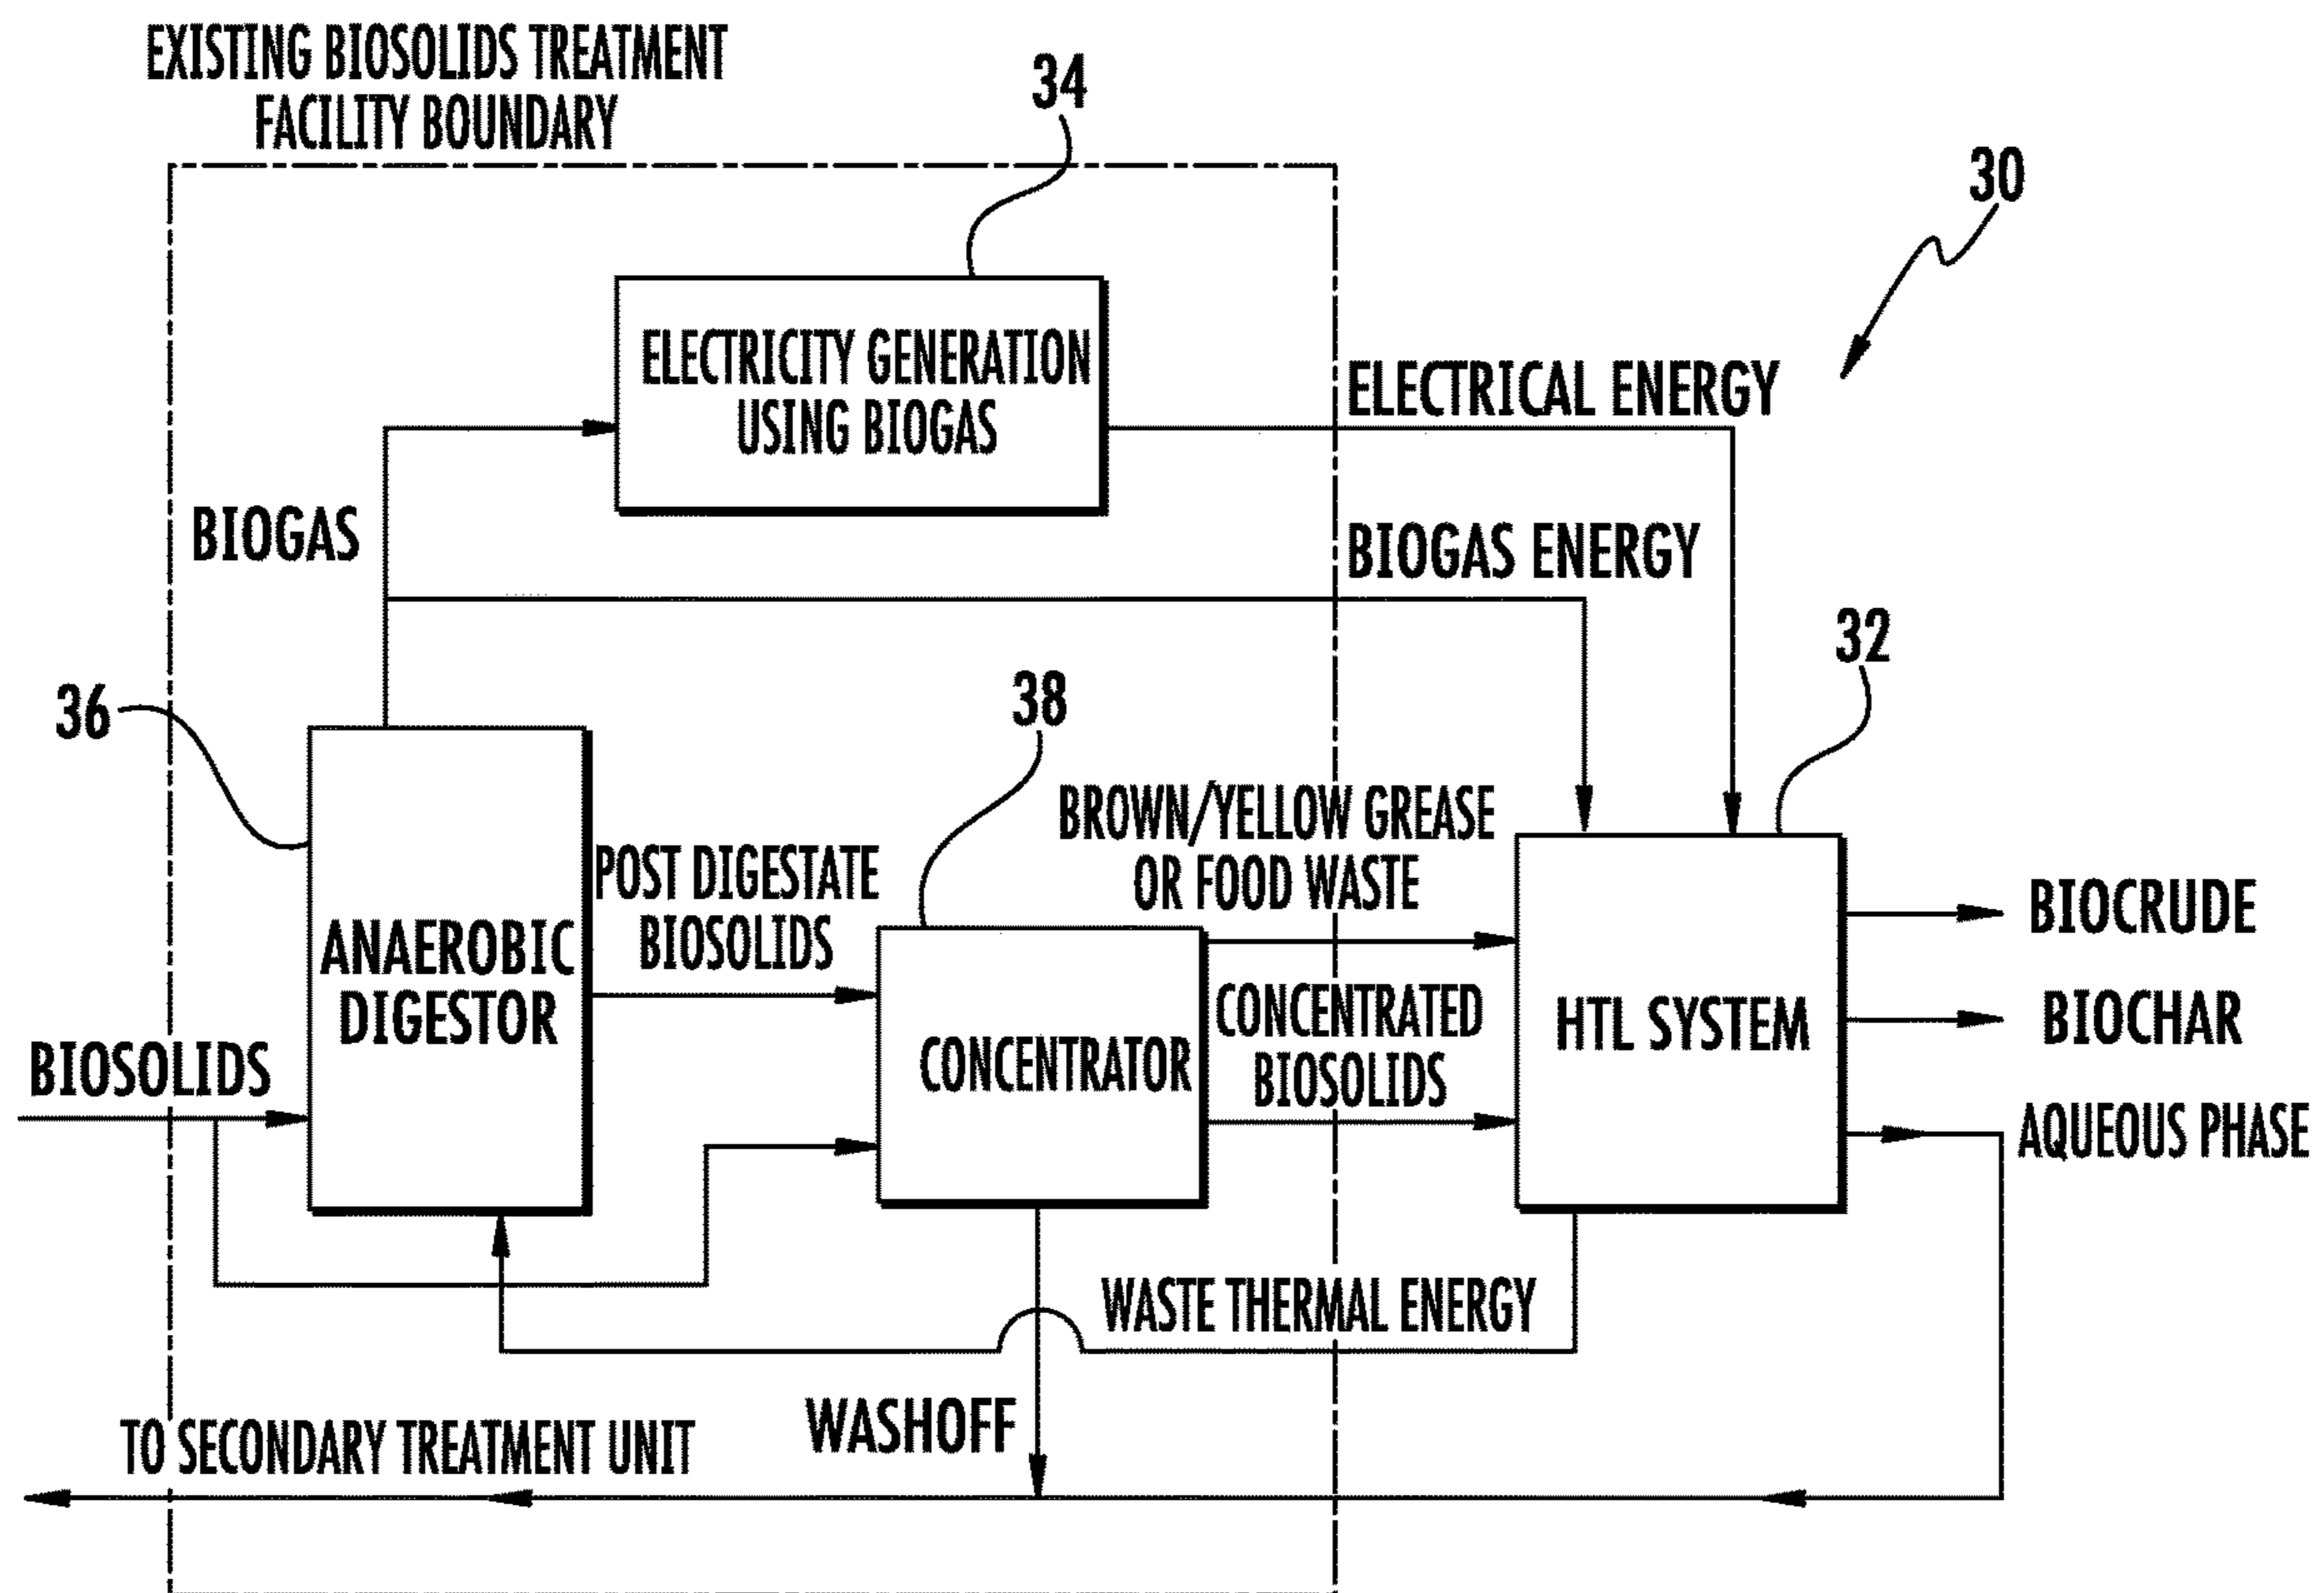 EXISTING BIOSOLIDS TREATMENT
FACILITY BOUNDARY
34
30
ELECTRICITY GENERATION
USING BIOGAS
ELECTRICAL ENERGY
BIOGAS
BIOGAS ENERGY
32
36
38
BROWN/YELLOW GREASE
OR FOOD WASTE
POST DIGESTATE
BIOSOLIDS
ANAEROBIC
DIGESTOR
BIOCRUDE
CONCENTRATED
BIOSOLIDS
HTL SYSTEM
BIOCHAR
CONCENTRATOR
BIOSOLIDS
AQUEOUS PHASE
WASTE THERMAL ENERGY
WASHOFF
TO SECONDARY TREATMENT UNIT